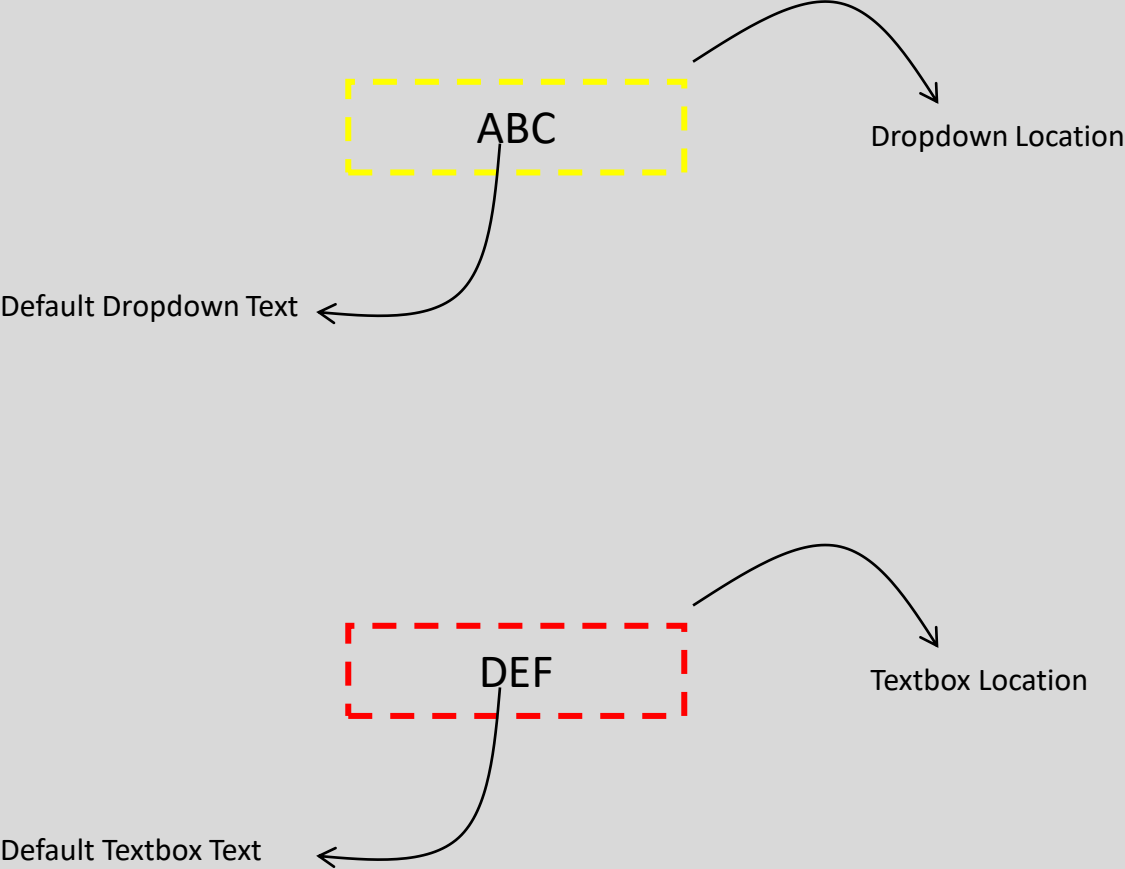 ABC
Dropdown Location
Default Dropdown Text
DEF
Textbox Location
Default Textbox Text